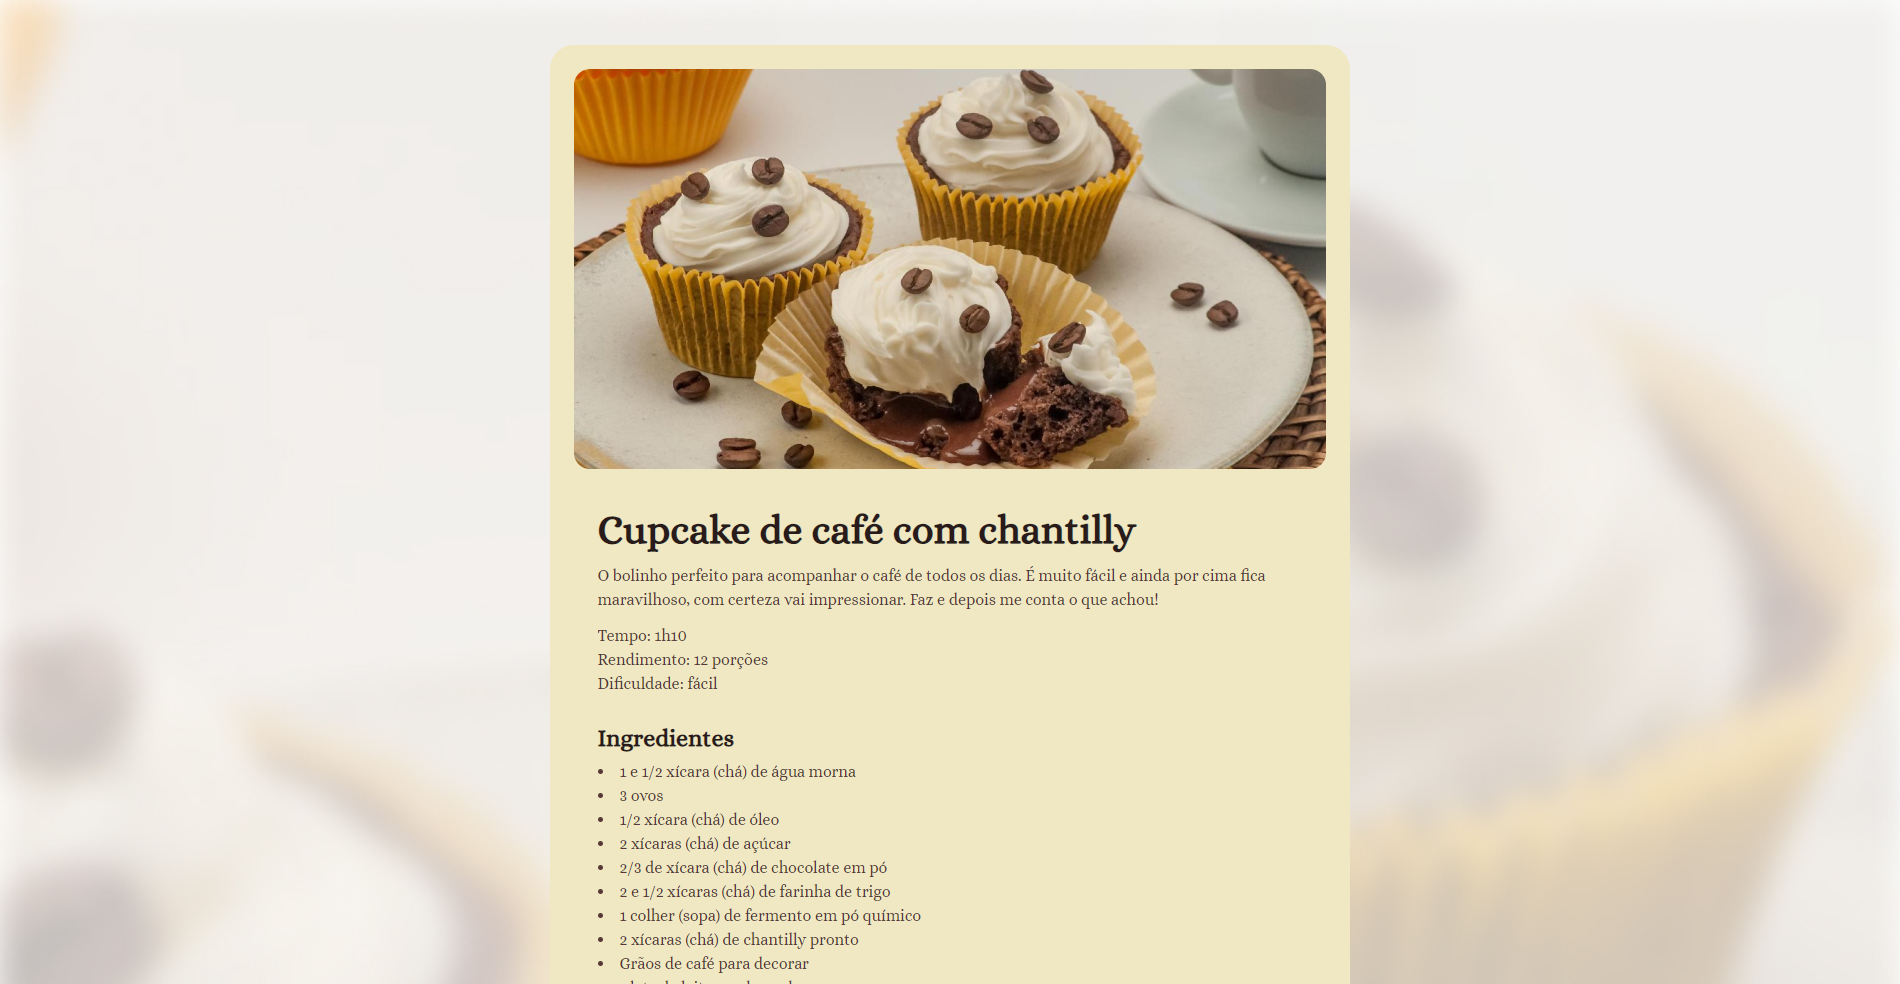 Cupcake de café com chantilly
O bolinho perfeito para acompanhar o café de todos os dias. É muito fácil e ainda por cima fica
maravilhoso, com certeza vai impressionar. Faz e depois me conta o que achou!
Tempo: 1h10
Rendimento: 12 porções
Dificuldade: fácil
Ingredientes
• 1 e 1/2 xícara (chá) de água morna
• 3 ovos
• 1/2 xícara (chá) de óleo
• 2 xícaras (chá) de açúcar
• 2/3 de xícara (chá) de chocolate em pó
• 2 e 1/2 xícaras (chá) de farinha de trigo
• 1 colher (sopa) de fermento em pó químico
• 2 xícaras (chá) de chantilly pronto
• Grãos de café para decorar